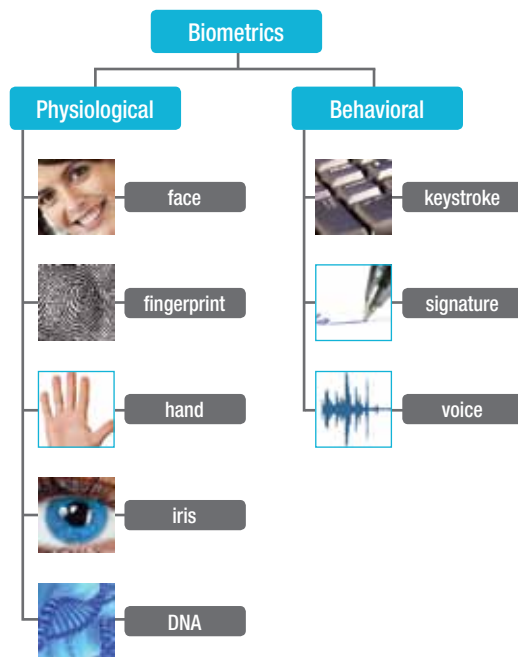 Biometrics
Physiological
Behavioral
face
keystroke
fingerprint
signature
hand
voice
iris
DNA